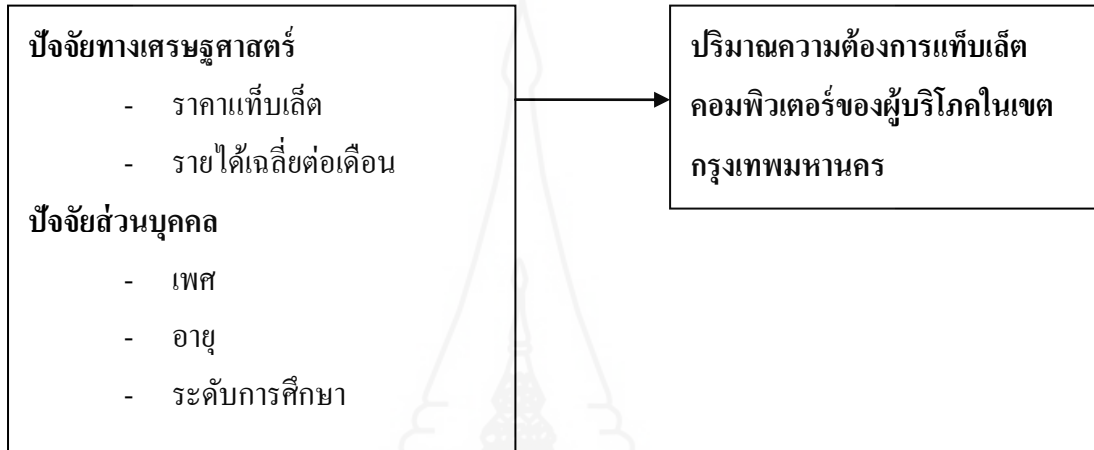 ปัจจัยทางเศรษฐศาสตร์
- ราคาแท็บเล็ต
- รายได้เฉลี่ยต่อเดือน
ปัจจัยส่วนบุคคล
- เพศ
- อายุ
- ระดับการศึกษา
ปริมาณความต้องการแท็บเล็ต
คอมพิวเตอร์ของผู้บริโภคในเขต
กรุงเทพมหานคร